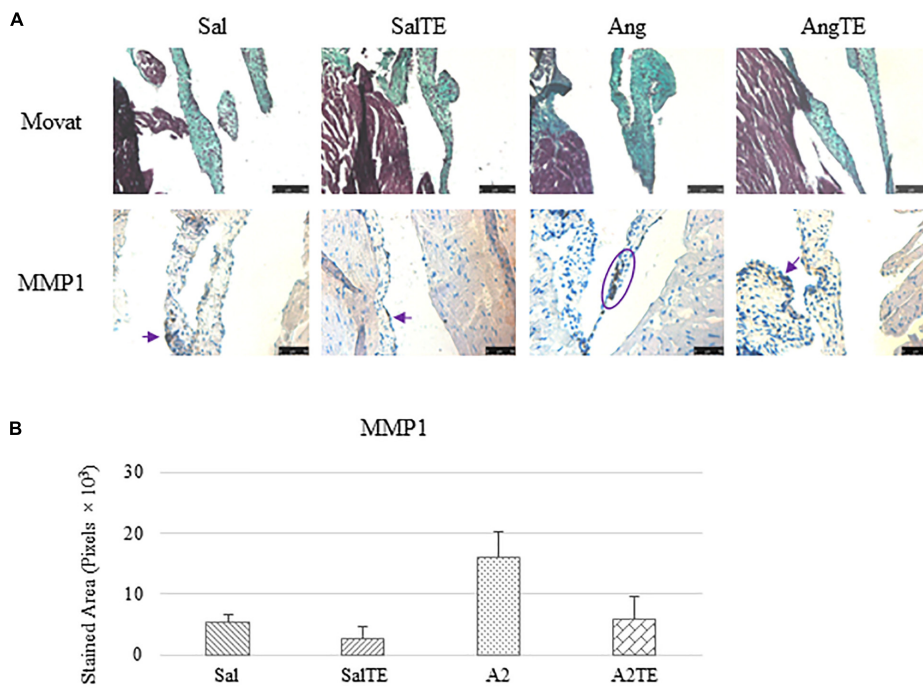 A
Sal SalTE Ang AngTE
Movat
MMP1
B
MMP1
Stained Area (Pixels × 10³)
30
20
10
0
Sal SalTE A2 A2TE